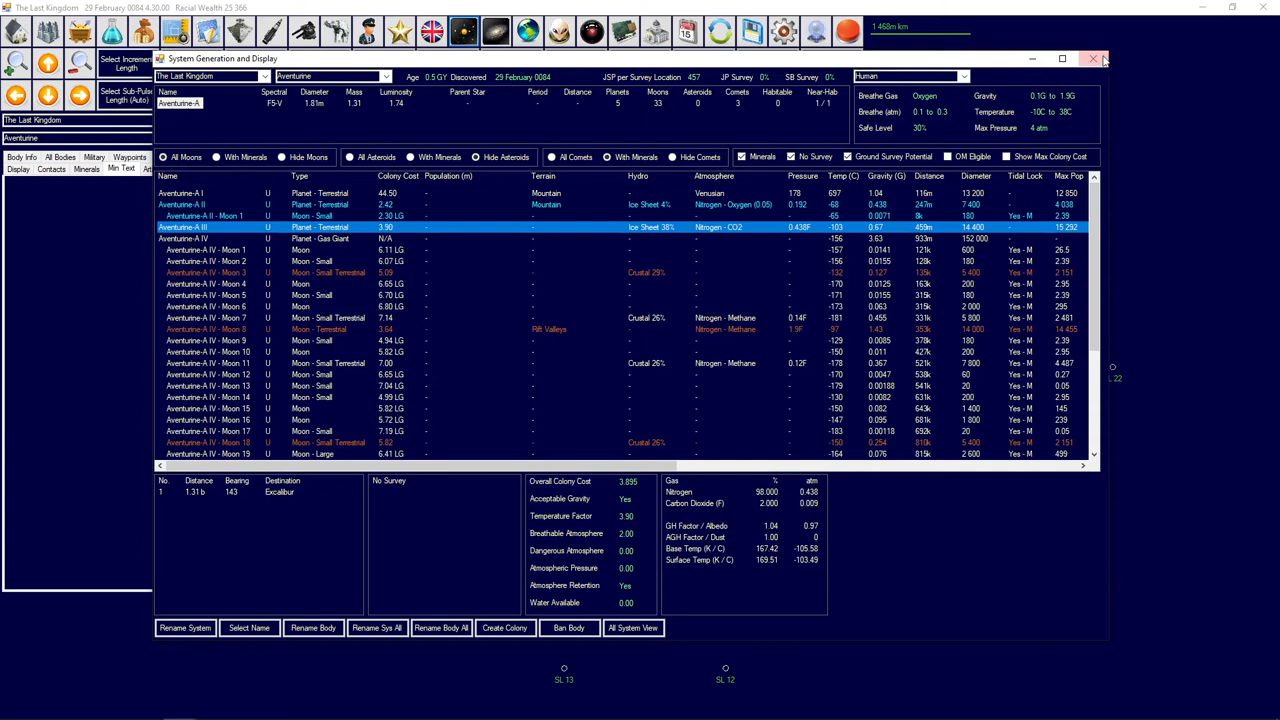 The Last Kingdom   29 February 0084 4.30.00   Racial Wealth 25 366
1 468m km
Select Increment Length
Select Sub-Pulse Length (Auto)
The Last Kingdom
Aventurine
Body Info All Bodies Military Waypoints
Display Contacts Minerals Min Text
System Generation and Display
The Last Kingdom Aventurine Age 0.5 GY Discovered 29 February 0084 JSP per Survey Location 457 JP Survey 0% SB Survey 0% Human
Name Spectral Diameter Mass Luminosity Parent Star Period Distance Planets Moons Asteroids Comets Habitable Near-Hab
Aventurine-A F5-V 1.81m 1.31 1.74 - - - 5 33 0 3 0 1 / 1
Breathe Gas Oxygen Gravity 0.1G to 1.9G
Breathe (atm) 0.1 to 0.3 Temperature -10C to 38C
Safe Level 30% Max Pressure 4 atm
All Moons With Minerals Hide Moons All Asteroids With Minerals Hide Asteroids All Comets With Minerals Hide Comets Minerals No Survey Ground Survey Potential OM Eligible Show Max Colony Cost
Name Type Colony Cost Population (m) Terrain Hydro Atmosphere Pressure Temp (C) Gravity (G) Distance Diameter Tidal Lock Max Pop
Aventurine-A I U Planet - Terrestrial 44.50 - Mountain - Venusian 178 697 1.04 116m 13 200 - 12 850
Aventurine-A II U Planet - Terrestrial 2.42 - Mountain Ice Sheet 4% Nitrogen - Oxygen (0.05) 0.192 -68 0.438 247m 7 400 - 4 038
Aventurine-A II - Moon 1 U Moon - Small 2.30 LG - - - - - -65 0.0071 8k 180 Yes - M 2.39
Aventurine-A III U Planet - Terrestrial 3.90 - - Ice Sheet 38% Nitrogen - CO2 0.438F -103 0.67 459m 14 400 - 15 292
Aventurine-A IV U Planet - Gas Giant N/A - - - - - -156 3.63 933m 152 000 - -
Aventurine-A IV - Moon 1 U Moon 6.11 LG - - - - - -157 0.0141 121k 600 Yes - M 26.5
Aventurine-A IV - Moon 2 U Moon - Small 6.07 LG - - - - - -156 0.0155 128k 180 Yes - M 2.39
Aventurine-A IV - Moon 3 U Moon - Small Terrestrial 5.09 - - Crustal 29% - - -132 0.127 135k 5 400 Yes - M 2 151
Aventurine-A IV - Moon 4 U Moon 6.65 LG - - - - - -170 0.0125 163k 200 Yes - M 2.95
Aventurine-A IV - Moon 5 U Moon - Small 6.70 LG - - - - - -171 0.0155 315k 180 Yes - M 2.39
Aventurine-A IV - Moon 6 U Moon 6.80 LG - - - - - -173 0.063 315k 2 000 Yes - M 295
Aventurine-A IV - Moon 7 U Moon - Small Terrestrial 7.14 - - Crustal 26% Nitrogen - Methane 0.14F -181 0.455 331k 5 800 Yes - M 2 481
Aventurine-A IV - Moon 8 U Moon - Terrestrial 3.64 - Rift Valleys - Nitrogen - Methane 1.9F -97 1.43 353k 14 000 Yes - M 14 455
Aventurine-A IV - Moon 9 U Moon - Small 4.94 LG - - - - - -129 0.0085 378k 180 Yes - M 2.39
Aventurine-A IV - Moon 10 U Moon 5.82 LG - - - - - -150 0.011 427k 200 Yes - M 2.95
Aventurine-A IV - Moon 11 U Moon - Small Terrestrial 7.00 - - Crustal 26% Nitrogen - Methane 0.12F -178 0.367 521k 7 800 Yes - M 4 487
Aventurine-A IV - Moon 12 U Moon - Small 6.65 LG - - - - - -170 0.0047 538k 60 Yes - M 0.27
Aventurine-A IV - Moon 13 U Moon - Small 7.04 LG - - - - - -179 0.00188 542k 20 Yes - M 0.05
Aventurine-A IV - Moon 14 U Moon - Small 4.99 LG - - - - - -130 0.0082 631k 200 Yes - M 2.95
Aventurine-A IV - Moon 15 U Moon 5.82 LG - - - - - -150 0.082 643k 1 400 Yes - M 145
Aventurine-A IV - Moon 16 U Moon 5.72 LG - - - - - -147 0.095 681k 1 800 Yes - M 239
Aventurine-A IV - Moon 17 U Moon - Small 7.19 LG - - - - - -183 0.00118 692k 20 Yes - M 0.05
Aventurine-A IV - Moon 18 U Moon - Small Terrestrial 5.82 - - Crustal 26% - - -150 0.254 810k 5 400 Yes - M 2 151
Aventurine-A IV - Moon 19 U Moon - Large 6.41 LG - - - - - -164 0.076 815k 2 600 Yes - M 499
No. Distance Bearing Destination
1 1.31 b 143 Excalibur
No Survey
Overall Colony Cost 3.895
Acceptable Gravity Yes
Temperature Factor 3.90
Breathable Atmosphere 2.00
Dangerous Atmosphere 0.00
Atmospheric Pressure 0.00
Atmosphere Retention Yes
Water Available 0.00
Gas % atm
Nitrogen 98.000 0.438
Carbon Dioxide (F) 2.000 0.009
GH Factor / Albedo 1.04 0.97
AGH Factor / Dust 1.00 0
Base Temp (K / C) 167.42 -105.58
Surface Temp (K / C) 169.51 -103.49
Rename System Select Name Rename Body Rename Sys All Rename Body All Create Colony Ban Body All System View
22
SL 13
SL 12